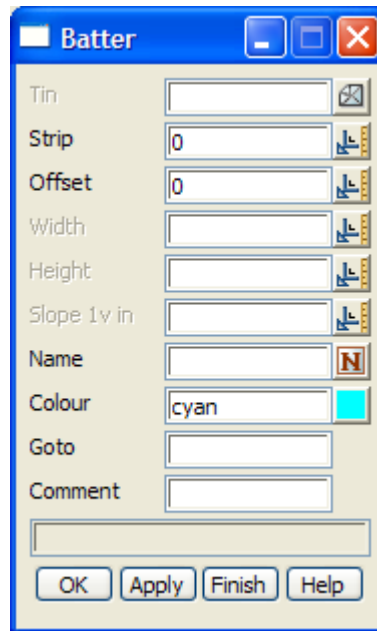 Batter
Tin
Strip 0
Offset 0
Width
Height
Slope 1v in
Name N
Colour cyan
Goto
Comment
OK Apply Finish Help